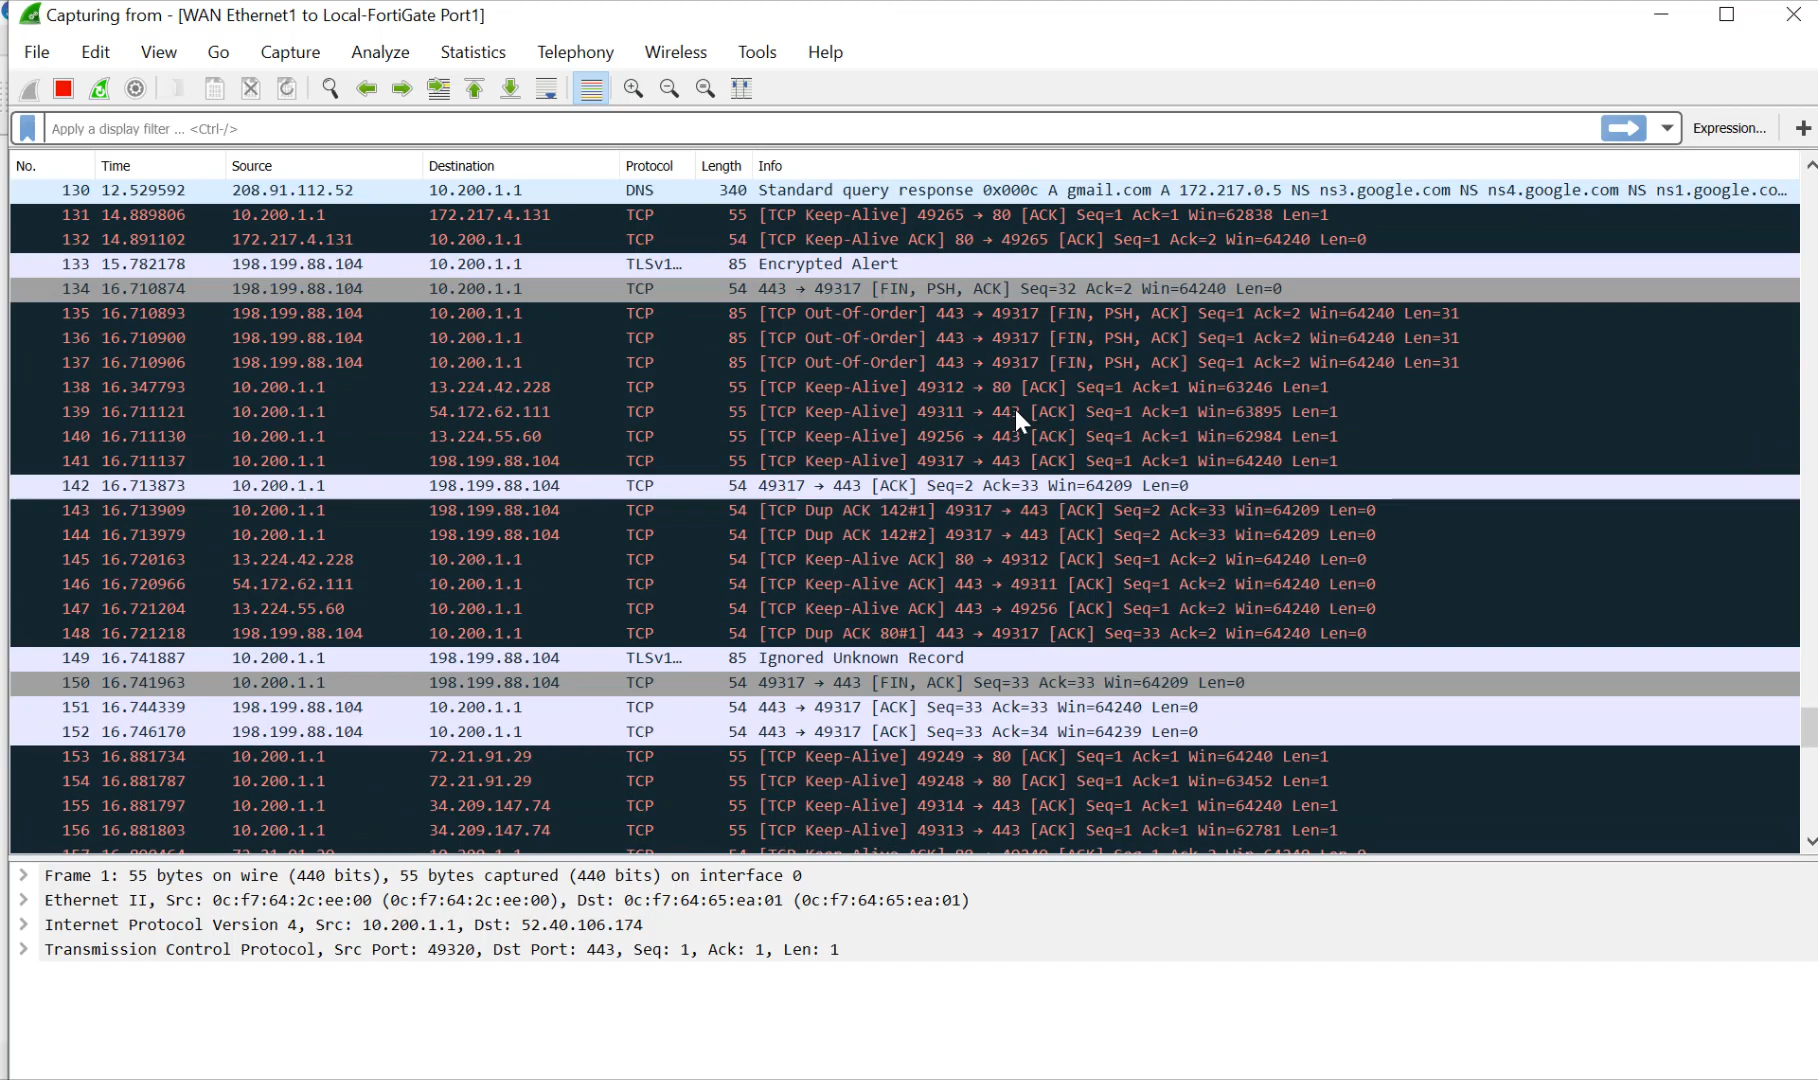 Capturing from - [WAN Ethernet1 to Local-FortiGate Port1]
File Edit View Go Capture Analyze Statistics Telephony Wireless Tools Help
Apply a display filter ... <Ctrl-/> Expression... +
No. Time Source Destination Protocol Length Info
130 12.529592 208.91.112.52 10.200.1.1 DNS 340 Standard query response 0x000c A gmail.com A 172.217.0.5 NS ns3.google.com NS ns4.google.com NS ns1.google.co...
131 14.889806 10.200.1.1 172.217.4.131 TCP 55 [TCP Keep-Alive] 49265 → 80 [ACK] Seq=1 Ack=1 Win=62838 Len=1
132 14.891102 172.217.4.131 10.200.1.1 TCP 54 [TCP Keep-Alive ACK] 80 → 49265 [ACK] Seq=1 Ack=2 Win=64240 Len=0
133 15.782178 198.199.88.104 10.200.1.1 TLSv1... 85 Encrypted Alert
134 16.710874 198.199.88.104 10.200.1.1 TCP 54 443 → 49317 [FIN, PSH, ACK] Seq=32 Ack=2 Win=64240 Len=0
135 16.710893 198.199.88.104 10.200.1.1 TCP 85 [TCP Out-Of-Order] 443 → 49317 [FIN, PSH, ACK] Seq=1 Ack=2 Win=64240 Len=31
136 16.710900 198.199.88.104 10.200.1.1 TCP 85 [TCP Out-Of-Order] 443 → 49317 [FIN, PSH, ACK] Seq=1 Ack=2 Win=64240 Len=31
137 16.710906 198.199.88.104 10.200.1.1 TCP 85 [TCP Out-Of-Order] 443 → 49317 [FIN, PSH, ACK] Seq=1 Ack=2 Win=64240 Len=31
138 16.347793 10.200.1.1 13.224.42.228 TCP 55 [TCP Keep-Alive] 49312 → 80 [ACK] Seq=1 Ack=1 Win=63246 Len=1
139 16.711121 10.200.1.1 54.172.62.111 TCP 55 [TCP Keep-Alive] 49311 → 443 [ACK] Seq=1 Ack=1 Win=63895 Len=1
140 16.711130 10.200.1.1 13.224.55.60 TCP 55 [TCP Keep-Alive] 49256 → 443 [ACK] Seq=1 Ack=1 Win=62984 Len=1
141 16.711137 10.200.1.1 198.199.88.104 TCP 55 [TCP Keep-Alive] 49317 → 443 [ACK] Seq=1 Ack=1 Win=64240 Len=1
142 16.713873 10.200.1.1 198.199.88.104 TCP 54 49317 → 443 [ACK] Seq=2 Ack=33 Win=64209 Len=0
143 16.713909 10.200.1.1 198.199.88.104 TCP 54 [TCP Dup ACK 142#1] 49317 → 443 [ACK] Seq=2 Ack=33 Win=64209 Len=0
144 16.713979 10.200.1.1 198.199.88.104 TCP 54 [TCP Dup ACK 142#2] 49317 → 443 [ACK] Seq=2 Ack=33 Win=64209 Len=0
145 16.720163 13.224.42.228 10.200.1.1 TCP 54 [TCP Keep-Alive ACK] 80 → 49312 [ACK] Seq=1 Ack=2 Win=64240 Len=0
146 16.720966 54.172.62.111 10.200.1.1 TCP 54 [TCP Keep-Alive ACK] 443 → 49311 [ACK] Seq=1 Ack=2 Win=64240 Len=0
147 16.721204 13.224.55.60 10.200.1.1 TCP 54 [TCP Keep-Alive ACK] 443 → 49256 [ACK] Seq=1 Ack=2 Win=64240 Len=0
148 16.721218 198.199.88.104 10.200.1.1 TCP 54 [TCP Dup ACK 80#1] 443 → 49317 [ACK] Seq=33 Ack=2 Win=64240 Len=0
149 16.741887 10.200.1.1 198.199.88.104 TLSv1... 85 Ignored Unknown Record
150 16.741963 10.200.1.1 198.199.88.104 TCP 54 49317 → 443 [FIN, ACK] Seq=33 Ack=33 Win=64209 Len=0
151 16.744339 198.199.88.104 10.200.1.1 TCP 54 443 → 49317 [ACK] Seq=33 Ack=33 Win=64240 Len=0
152 16.746170 198.199.88.104 10.200.1.1 TCP 54 443 → 49317 [ACK] Seq=33 Ack=34 Win=64239 Len=0
153 16.881734 10.200.1.1 72.21.91.29 TCP 55 [TCP Keep-Alive] 49249 → 80 [ACK] Seq=1 Ack=1 Win=64240 Len=1
154 16.881787 10.200.1.1 72.21.91.29 TCP 55 [TCP Keep-Alive] 49248 → 80 [ACK] Seq=1 Ack=1 Win=63452 Len=1
155 16.881797 10.200.1.1 34.209.147.74 TCP 55 [TCP Keep-Alive] 49314 → 443 [ACK] Seq=1 Ack=1 Win=64240 Len=1
156 16.881803 10.200.1.1 34.209.147.74 TCP 55 [TCP Keep-Alive] 49313 → 443 [ACK] Seq=1 Ack=1 Win=62781 Len=1
Frame 1: 55 bytes on wire (440 bits), 55 bytes captured (440 bits) on interface 0
Ethernet II, Src: 0c:f7:64:2c:ee:00 (0c:f7:64:2c:ee:00), Dst: 0c:f7:64:65:ea:01 (0c:f7:64:65:ea:01)
Internet Protocol Version 4, Src: 10.200.1.1, Dst: 52.40.106.174
Transmission Control Protocol, Src Port: 49320, Dst Port: 443, Seq: 1, Ack: 1, Len: 1